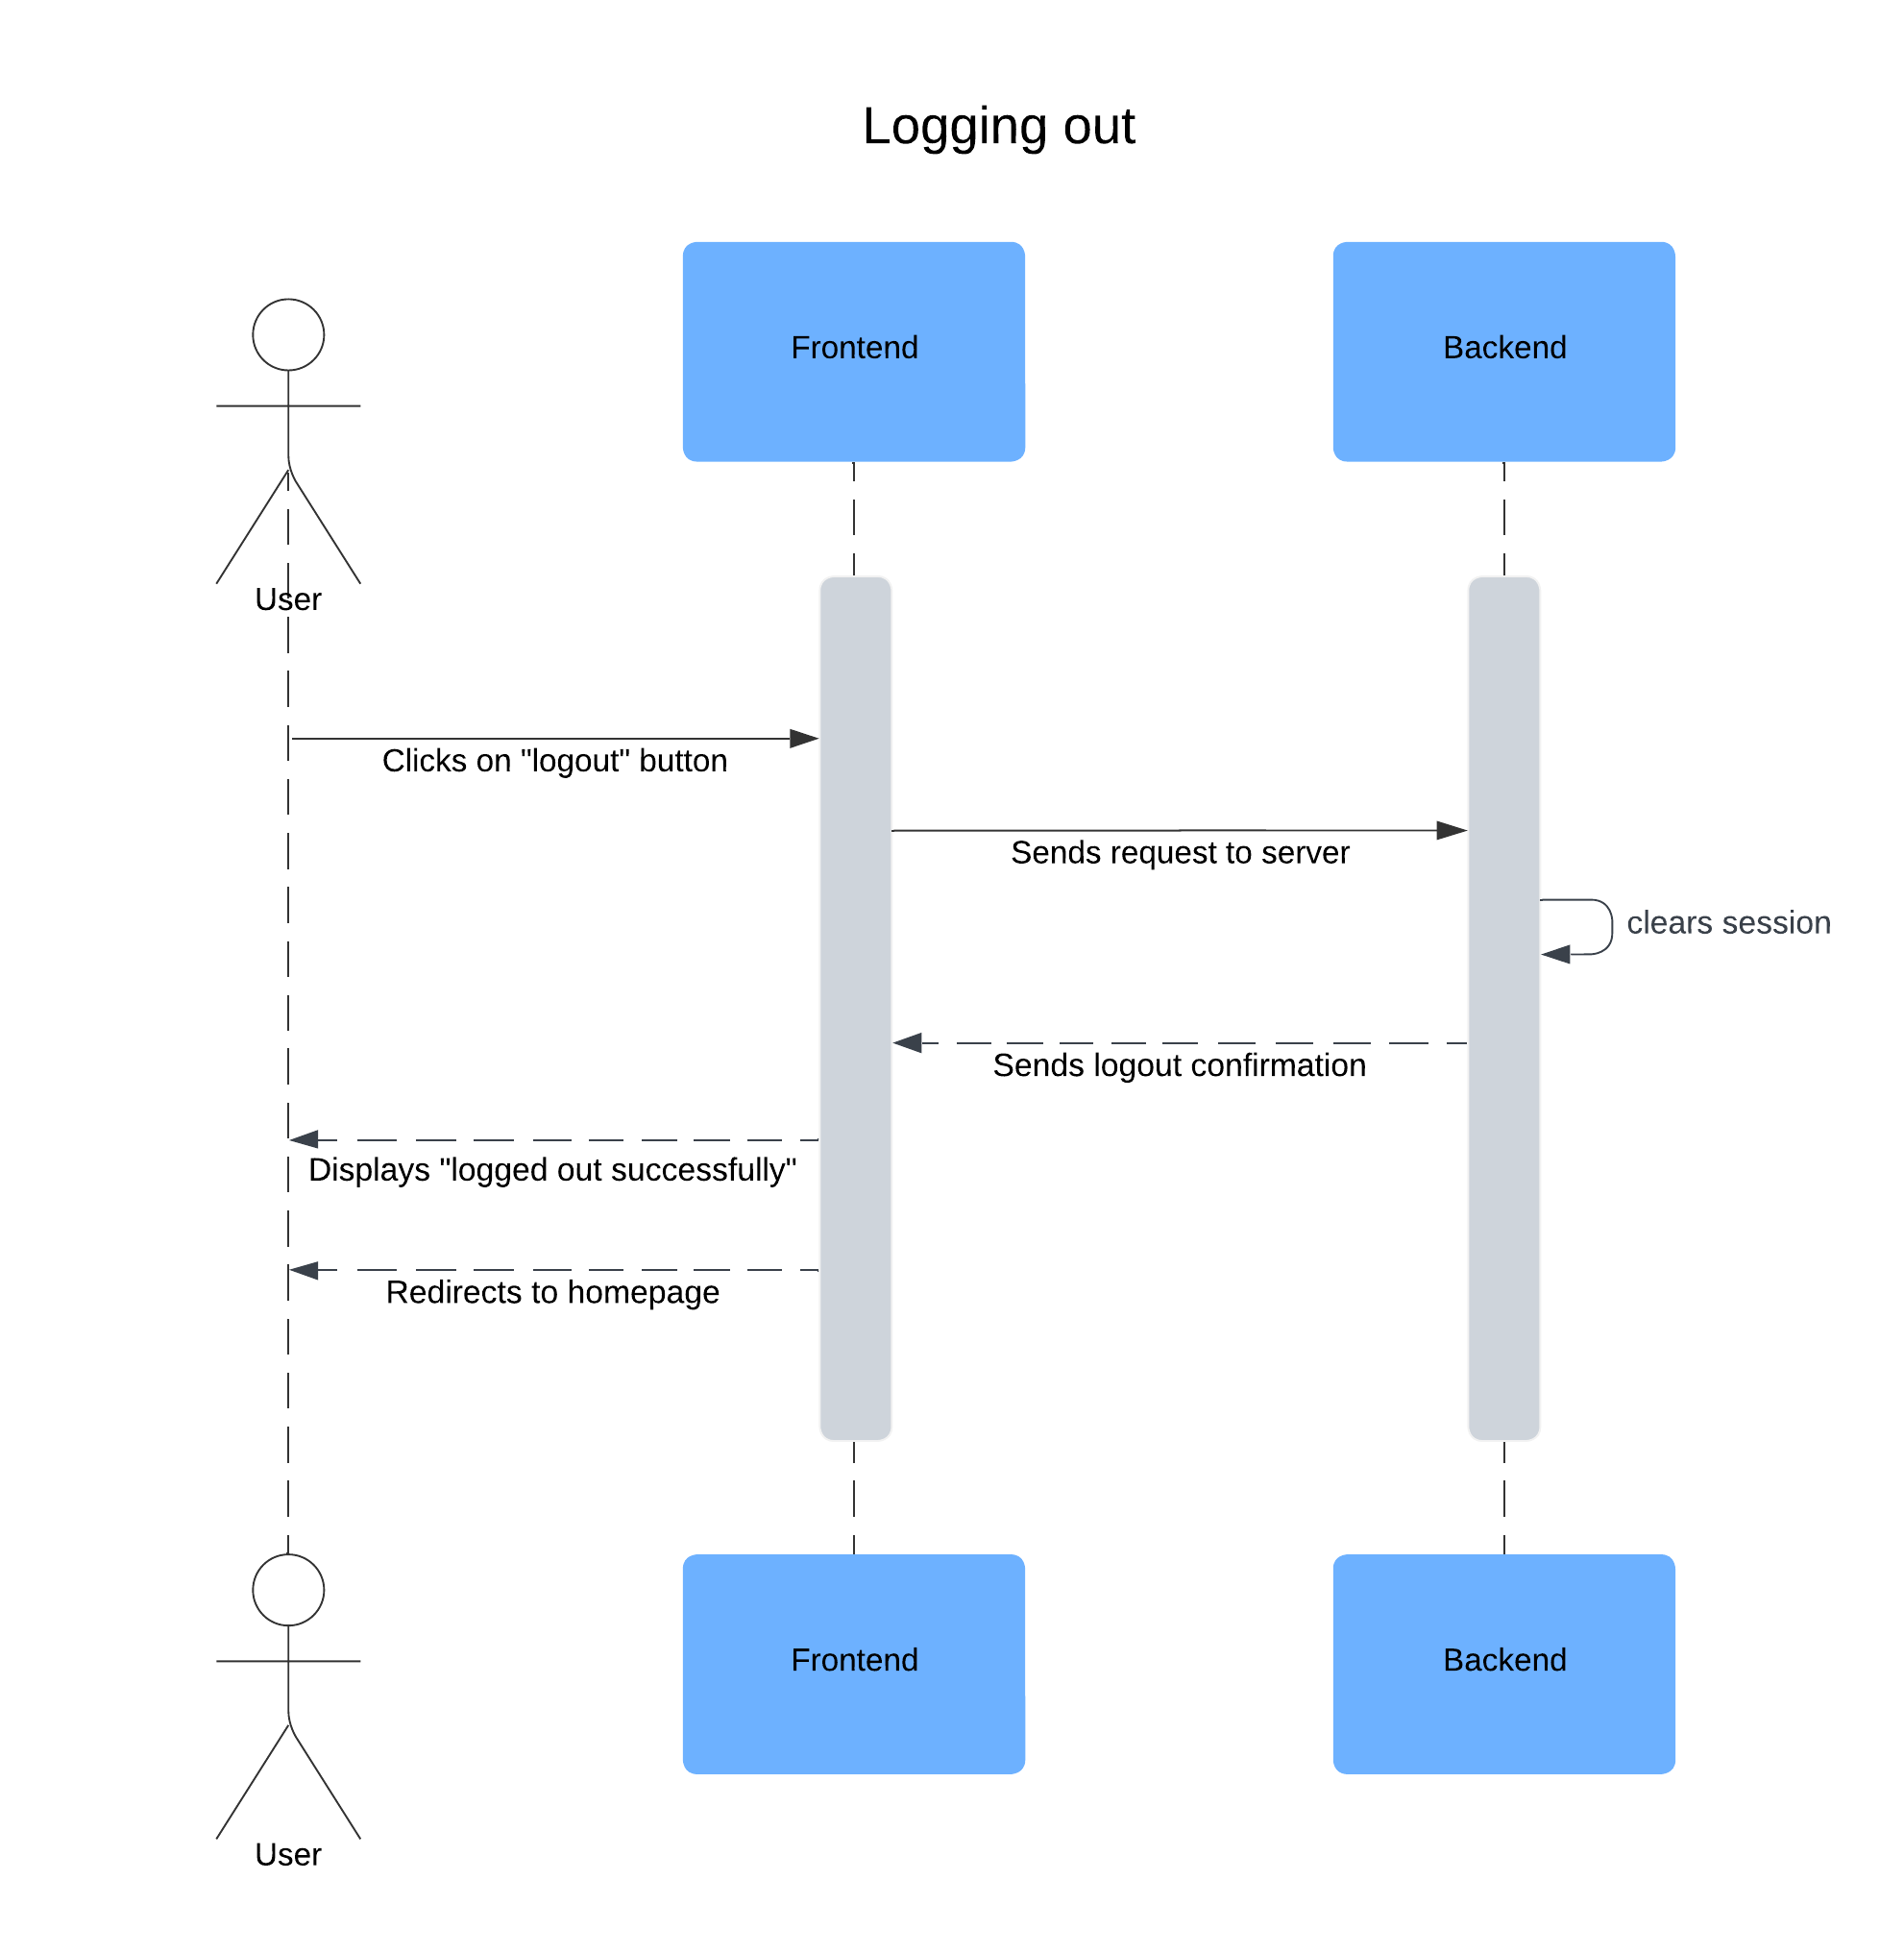 Logging out
Frontend
Backend
User
Clicks on "logout" button
Sends request to server
clears session
Sends logout confirmation
Displays "logged out successfully"
Redirects to homepage
Frontend
Backend
User